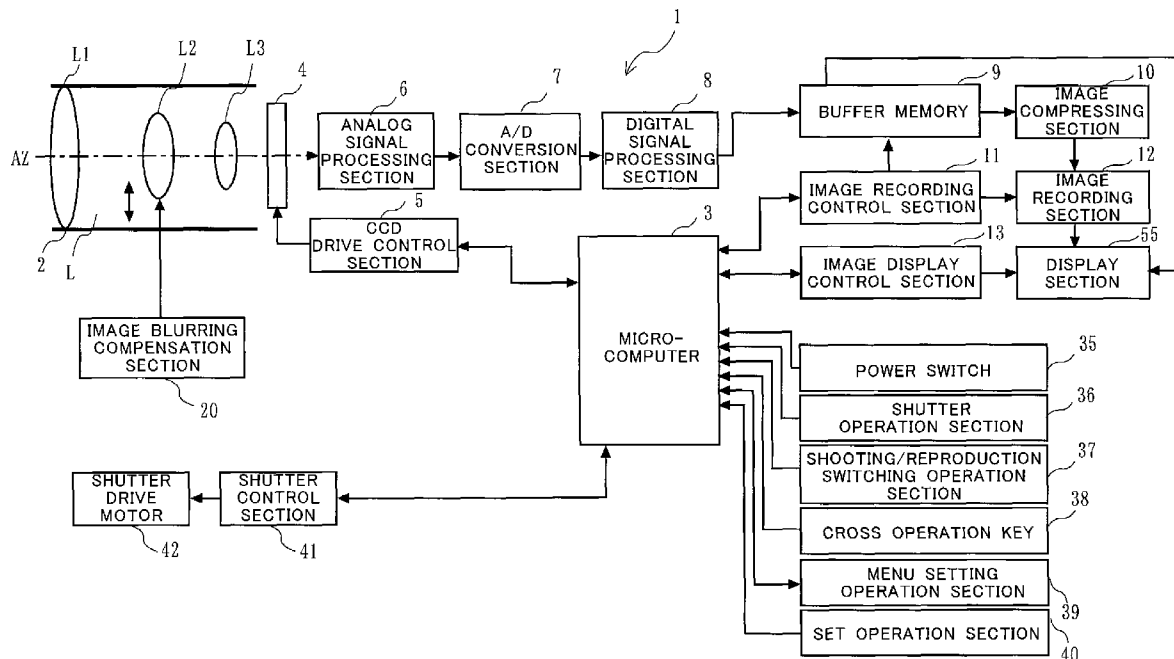 1
L1
L2
L3
4
6
ANALOG
SIGNAL
PROCESSING
SECTION
7
A/D
CONVERSION
SECTION
8
DIGITAL
SIGNAL
PROCESSING
SECTION
9
BUFFER MEMORY
10
IMAGE
COMPRESSING
SECTION
AZ
2
L
5
CCD
DRIVE CONTROL
SECTION
3
MICRO-
COMPUTER
11
IMAGE RECORDING
CONTROL SECTION
12
IMAGE
RECORDING
SECTION
13
IMAGE DISPLAY
CONTROL SECTION
55
DISPLAY
SECTION
IMAGE BLURRING
COMPENSATION
SECTION
20
35
POWER SWITCH
36
SHUTTER
OPERATION SECTION
37
SHOOTING/REPRODUCTION
SWITCHING OPERATION
SECTION
38
CROSS OPERATION KEY
MENU SETTING
OPERATION SECTION
39
SET OPERATION SECTION
40
SHUTTER
DRIVE
MOTOR
42
SHUTTER
CONTROL
SECTION
41